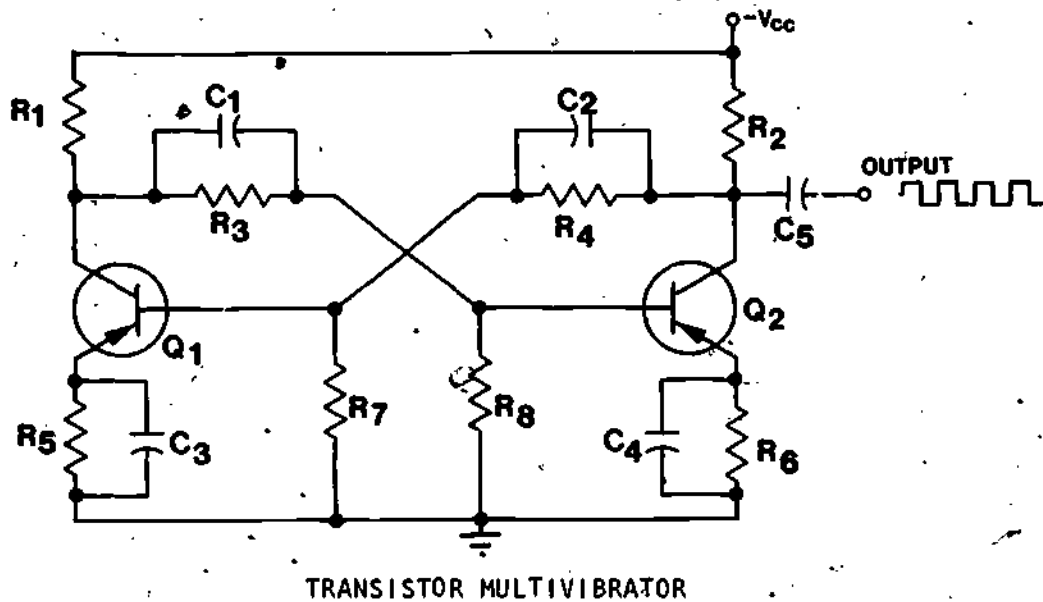 -Vcc
R1
C1
C2
R2
OUTPUT
R3
R4
C5
Q1
Q2
R7
R8
R5
C3
C4
R6
TRANSISTOR MULTIVIBRATOR